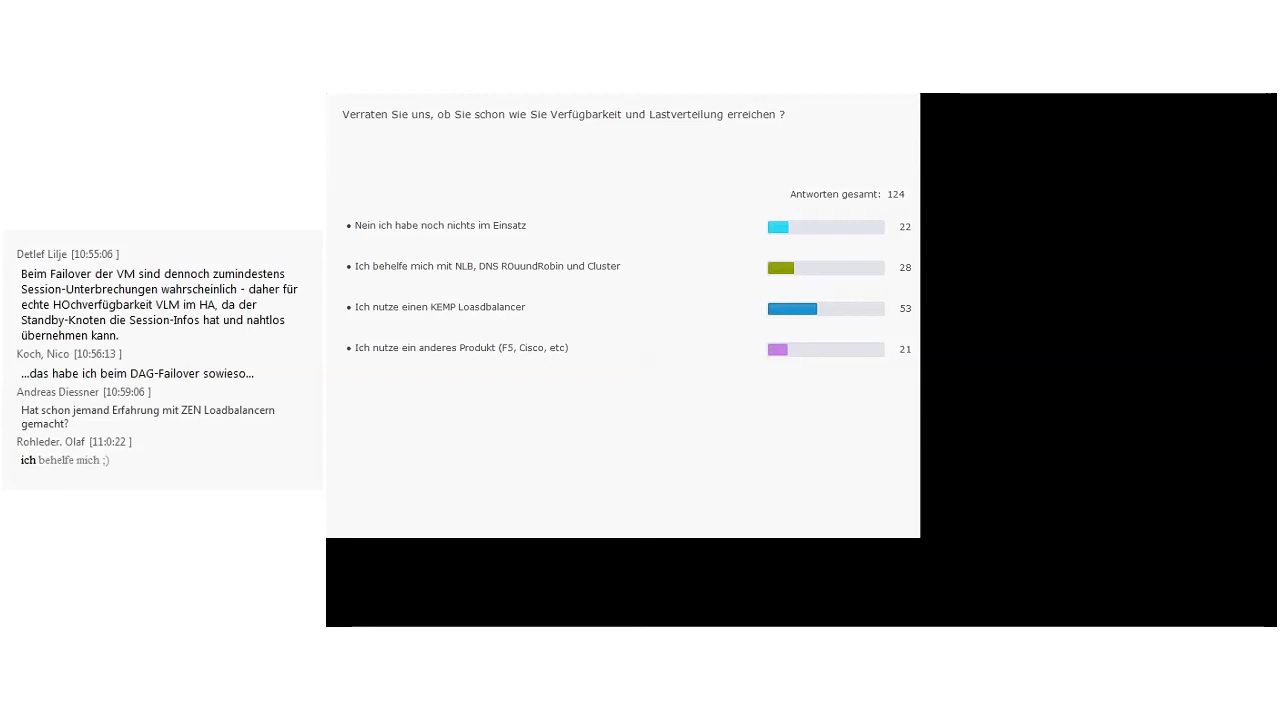 Detlef Lilje [10:55:06 ]
Beim Failover der VM sind dennoch zumindestens
Session-Unterbrechungen wahrscheinlich - daher für
echte HOchverfügbarkeit VLM im HA, da der
Standby-Knoten die Session-Infos hat und nahtlos
übernehmen kann.
Koch, Nico [10:56:13 ]
...das habe ich beim DAG-Failover sowieso...
Andreas Diessner [10:59:06 ]
Hat schon jemand Erfahrung mit ZEN Loadbalancern
gemacht?
Rohleder. Olaf [11:0:22 ]
ich behelfe mich ;)
Verraten Sie uns, ob Sie schon wie Sie Verfügbarkeit und Lastverteilung erreichen ?
Antworten gesamt: 124
• Nein ich habe noch nichts im Einsatz 22
• Ich behelfe mich mit NLB, DNS R0uundRobin und Cluster 28
• Ich nutze einen KEMP Loasdbalancer 53
• Ich nutze ein anderes Produkt (F5, Cisco, etc) 21